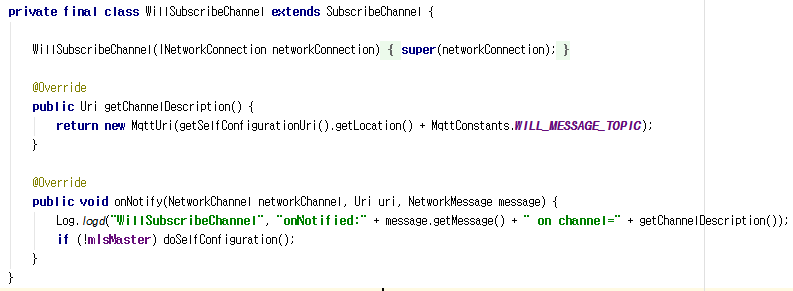 private final class WillSubscribeChannel extends SubscribeChannel {
WillSubscribeChannel(INetworkConnection networkConnection) { super(networkConnection); }
@Override
public Uri getChannelDescription() {
return new MqttUri(getSelfConfigurationUri().getLocation() + MqttConstants.WILL_MESSAGE_TOPIC);
}
@Override
public void onNotify(NetworkChannel networkChannel, Uri uri, NetworkMessage message) {
Log.logd("WillSubscribeChannel", "onNotified:" + message.getMessage() + " on channel=" + getChannelDescription());
if (!mIsMaster) doSelfConfiguration();
}
}